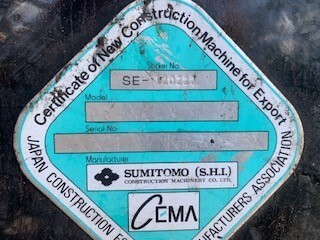 Certificate of New Construction Machine for Export
Sticker No.
SE-
Model
Serial No.
Manufacturer
SUMITOMO (S.H.I.)
CONSTRUCTION MACHINERY CO., LTD.
CEMA
JAPAN CONSTRUCTION ASSOCIATION